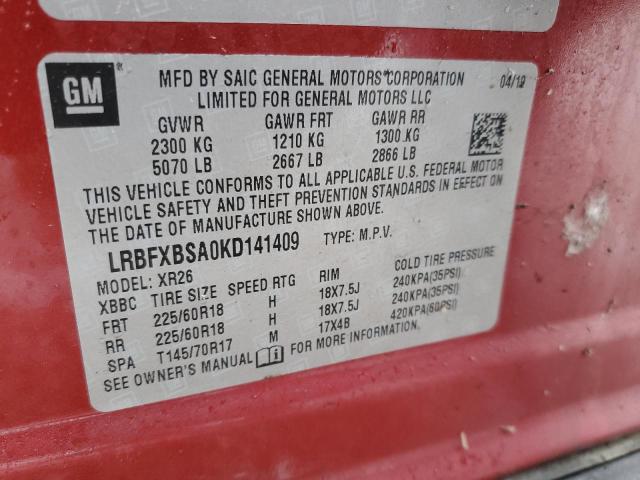 GM
MFD BY SAIC GENERAL MOTORS CORPORATION 04/19
LIMITED FOR GENERAL MOTORS LLC
GVWR GAWR FRT GAWR RR
2300 KG 1210 KG 1300 KG
5070 LB 2667 LB 2866 LB
THIS VEHICLE CONFORMS TO ALL APPLICABLE U.S. FEDERAL MOTOR
VEHICLE SAFETY AND THEFT PREVENTION STANDARDS IN EFFECT ON
THE DATE OF MANUFACTURE SHOWN ABOVE.
LRBFXBSA0KD141409 TYPE: M.P.V.
MODEL: XR26
XBBC TIRE SIZE SPEED RTG RIM COLD TIRE PRESSURE
FRT 225/60R18 H 18X7.5J 240KPA(35PSI)
RR 225/60R18 H 18X7.5J 240KPA(35PSI)
SPA T145/70R17 M 17X4B 420KPA(60PSI)
SEE OWNER'S MANUAL FOR MORE INFORMATION.